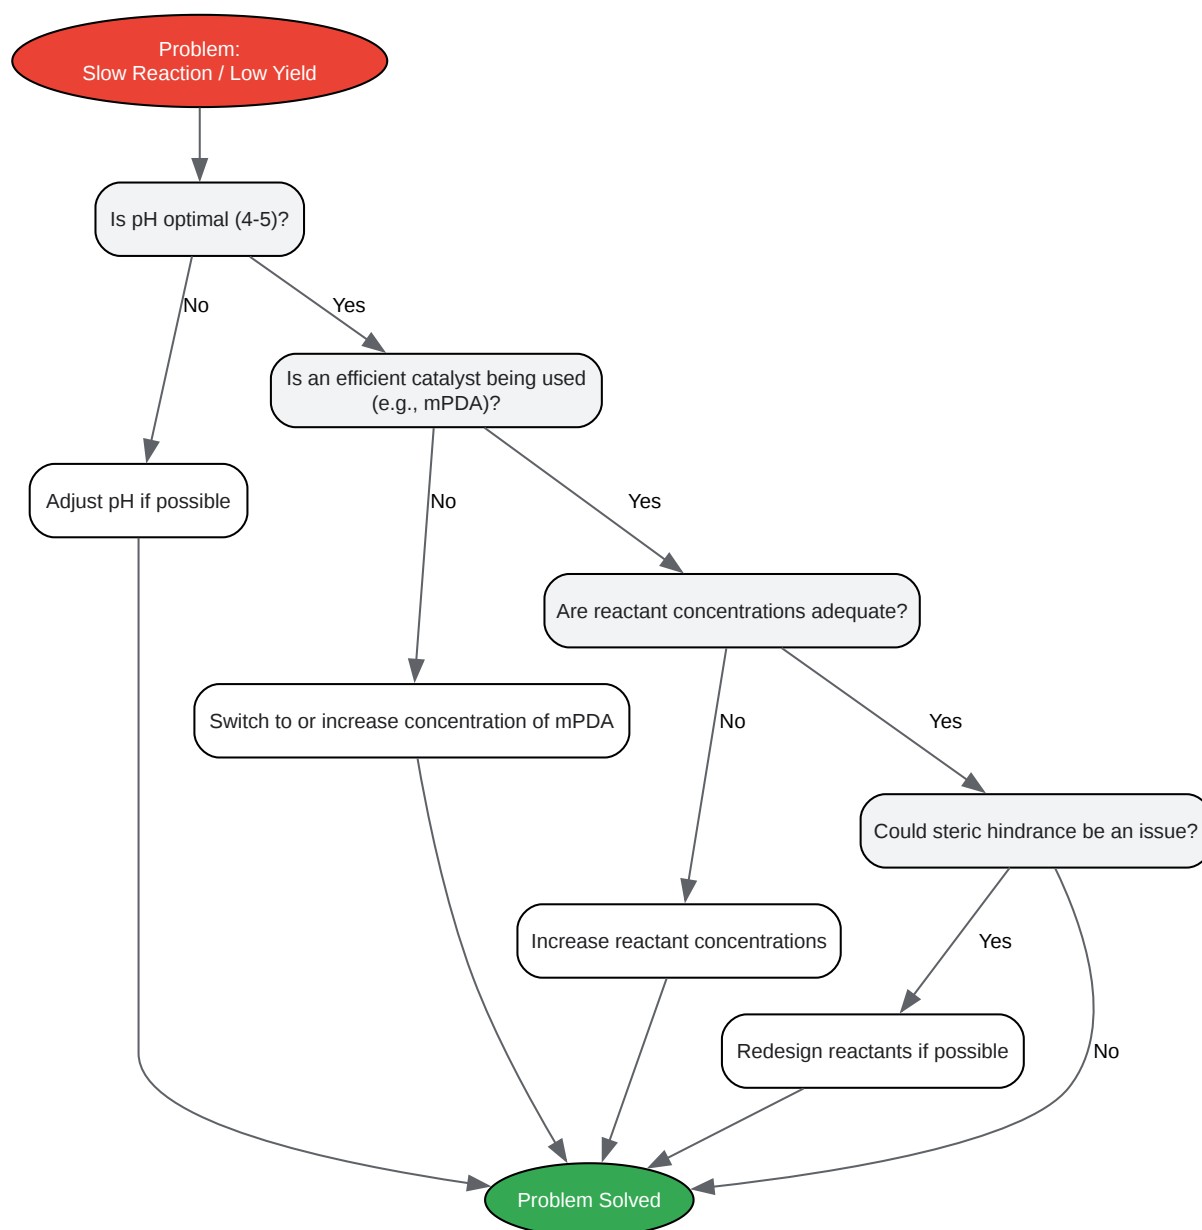 Problem:
Slow Reaction / Low Yield
Is pH optimal (4-5)?
No
Yes
Is an efficient catalyst being used
(e.g., mPDA)?
Adjust pH if possible
No
Yes
Are reactant concentrations adequate?
Switch to or increase concentration of mPDA
No
Yes
Could steric hindrance be an issue?
Increase reactant concentrations
Yes
Redesign reactants if possible
No
Problem Solved